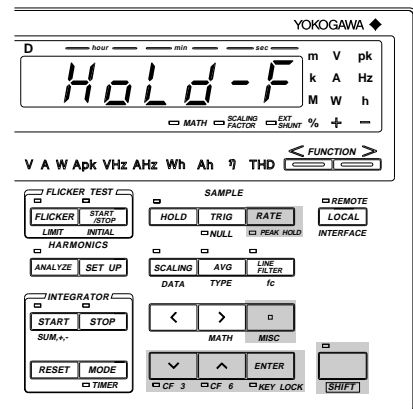 YOKOGAWA
D hour min sec m V pk
HoLd-F k A Hz
M W h
MATH SCALING FACTOR EXT SHUNT % + −
V A W Apk VHz AHz Wh Ah η THD < FUNCTION >
FLICKER TEST SAMPLE REMOTE
FLICKER START /STOP HOLD TRIG RATE LOCAL
LIMIT INITIAL NULL PEAK HOLD INTERFACE
HARMONICS
ANALYZE SET UP SCALING AVG LINE FILTER
DATA TYPE fc
INTEGRATOR
START STOP < >
SUM,+,- MATH MISC
RESET MODE ENTER
TIMER CF 3 CF 6 KEY LOCK SHIFT